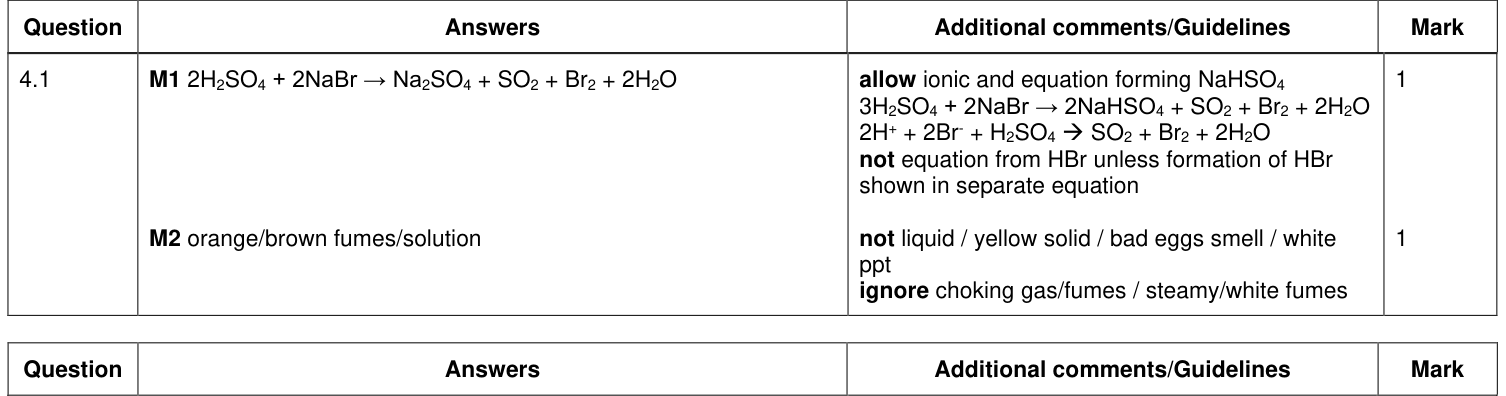 Question Answers Additional comments/Guidelines Mark
4.1 M1 2H₂SO₄ + 2NaBr → Na₂SO₄ + SO₂ + Br₂ + 2H₂O allow ionic and equation forming NaHSO₄ 1
3H₂SO₄ + 2NaBr → 2NaHSO₄ + SO₂ + Br₂ + 2H₂O
2H⁺ + 2Br⁻ + H₂SO₄ → SO₂ + Br₂ + 2H₂O
not equation from HBr unless formation of HBr
shown in separate equation
M2 orange/brown fumes/solution not liquid / yellow solid / bad eggs smell / white 1
ppt
ignore choking gas/fumes / steamy/white fumes
Question Answers Additional comments/Guidelines Mark